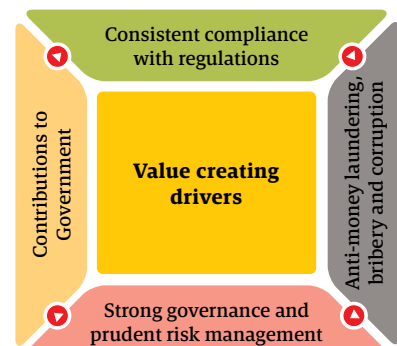 Consistent compliance
with regulations
Contributions to
Government
Value creating
drivers
Anti-money laundering,
bribery and corruption
Strong governance and
prudent risk management